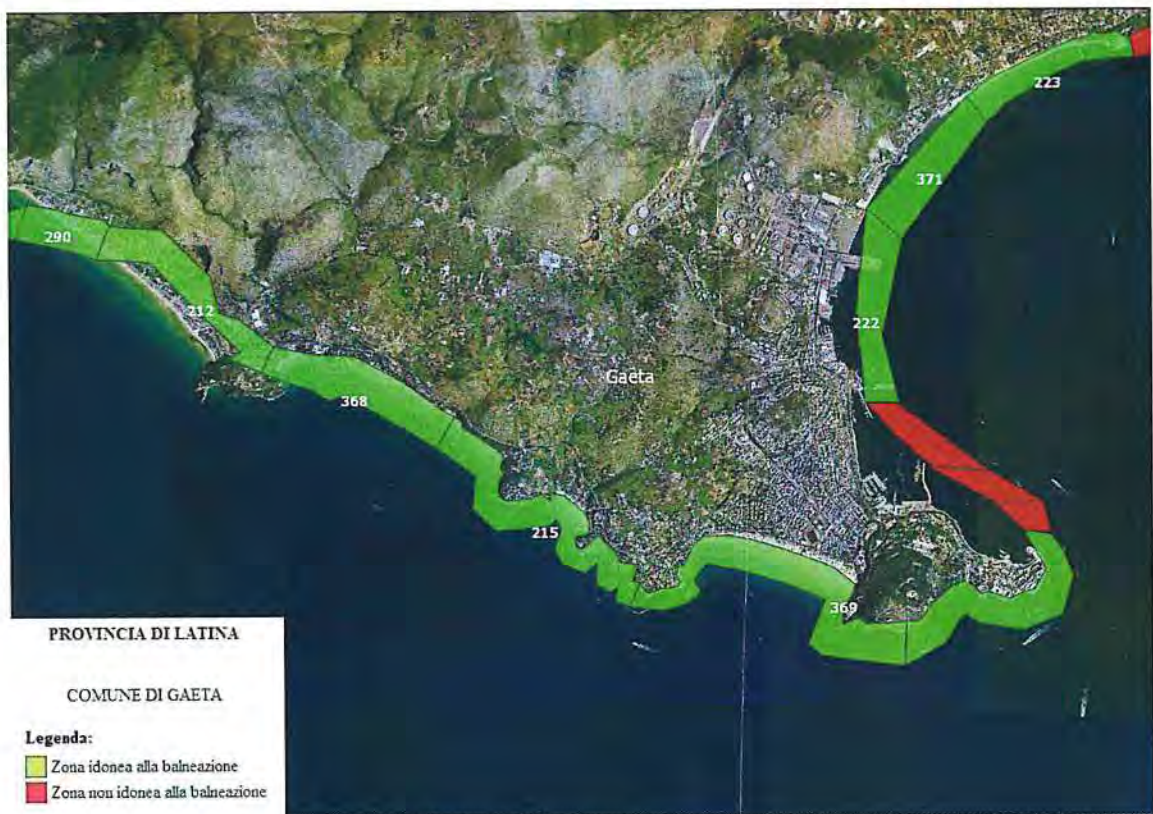 223
371
290
212
222
Gaeta
368
215
369
PROVINCIA DI LATINA
COMUNE DI GAETA
Legenda:
Zona idonea alla balneazione
Zona non idonea alla balneazione